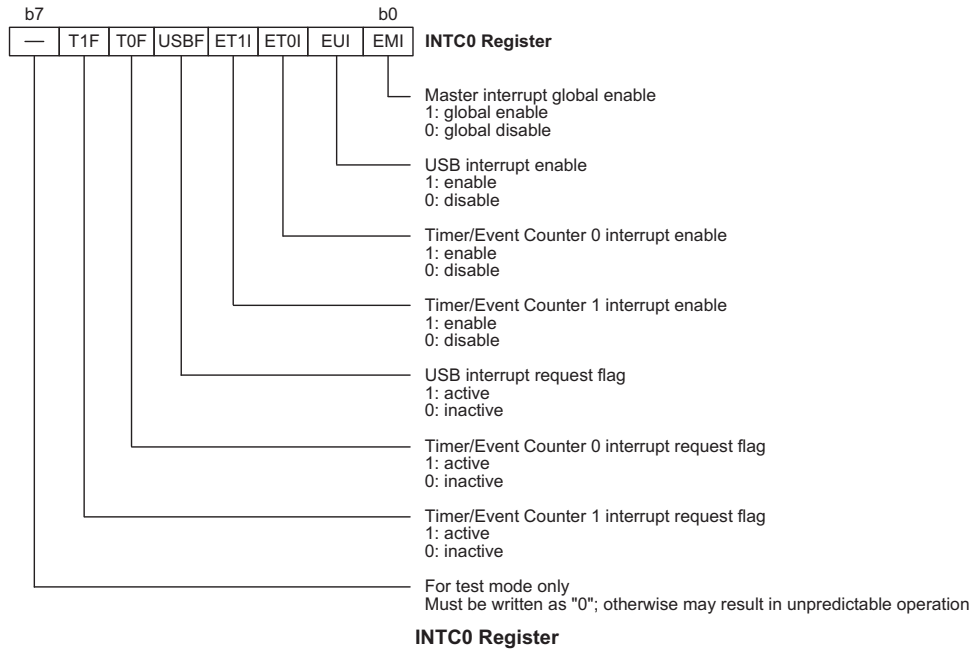 b7 b0
— T1F T0F USBF ET1I ET0I EUI EMI INTC0 Register
Master interrupt global enable
1: global enable
0: global disable
USB interrupt enable
1: enable
0: disable
Timer/Event Counter 0 interrupt enable
1: enable
0: disable
Timer/Event Counter 1 interrupt enable
1: enable
0: disable
USB interrupt request flag
1: active
0: inactive
Timer/Event Counter 0 interrupt request flag
1: active
0: inactive
Timer/Event Counter 1 interrupt request flag
1: active
0: inactive
For test mode only
Must be written as "0"; otherwise may result in unpredictable operation
INTC0 Register